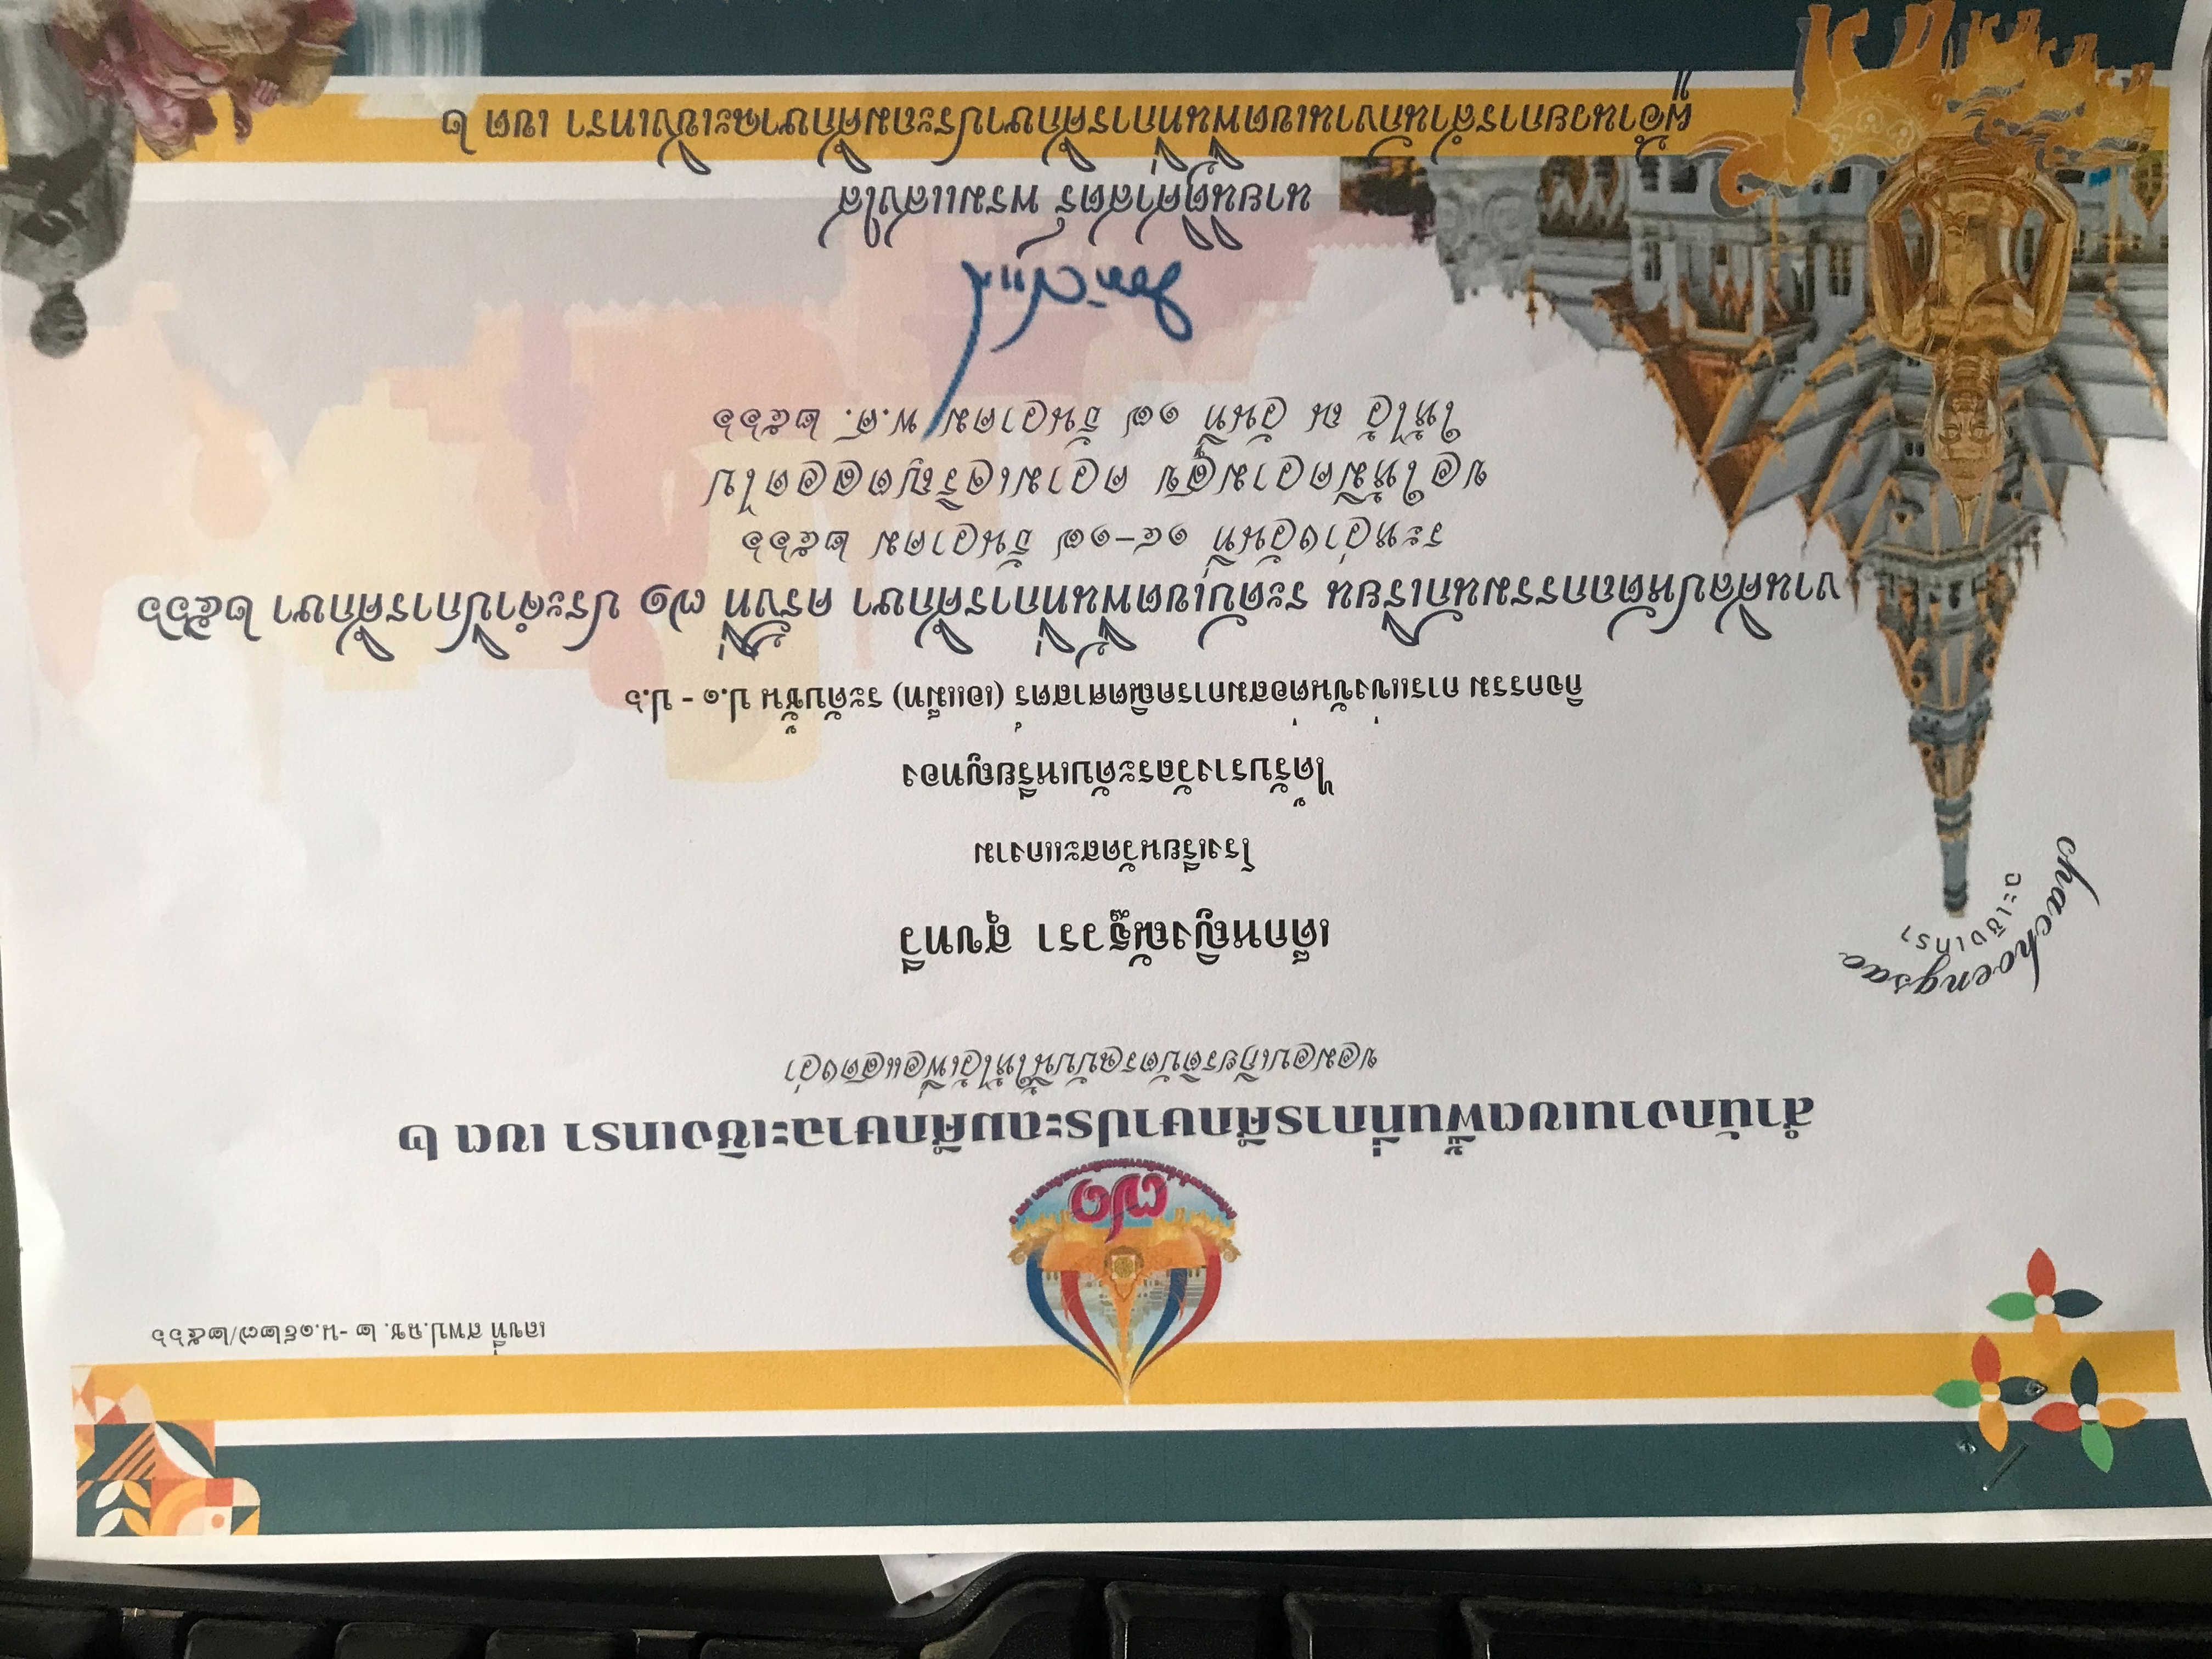 เลขที่ สพป.ฉช. ๒ -น.๑๕๒๗/๒๕๖๖
๗๑
สำนักงานเขตพื้นที่การศึกษาประถมศึกษาฉะเชิงเทรา เขต ๒
ขอมอบเกียรติบัตรฉบับนี้ให้ไว้เพื่อแสดงว่า
chachoengsao
ฉะเชิงเทรา
เด็กหญิงณัฐวรา สุขทวี
โรงเรียนวัดสะแกงาม
ได้รับรางวัลระดับเหรียญทอง
กิจกรรม การแข่งขันต่อสมการคณิตศาสตร์ (เอแม็ท) ระดับชั้น ป.๑ - ป.๖
งานศิลปหัตถกรรมนักเรียน ระดับเขตพื้นที่การศึกษา ครั้งที่ ๗๑ ประจำปีการศึกษา ๒๕๖๖
ระหว่างวันที่ ๑๔-๑๗ ธันวาคม ๒๕๖๖
ขอให้มีความสุข ความเจริญตลอดไป
ให้ไว้ ณ วันที่ ๑๗ ธันวาคม พ.ศ. ๒๕๖๖
นายนิติศาสตร์ พรมแสงใส
ผู้อำนวยการสำนักงานเขตพื้นที่การศึกษาประถมศึกษาฉะเชิงเทรา เขต ๒